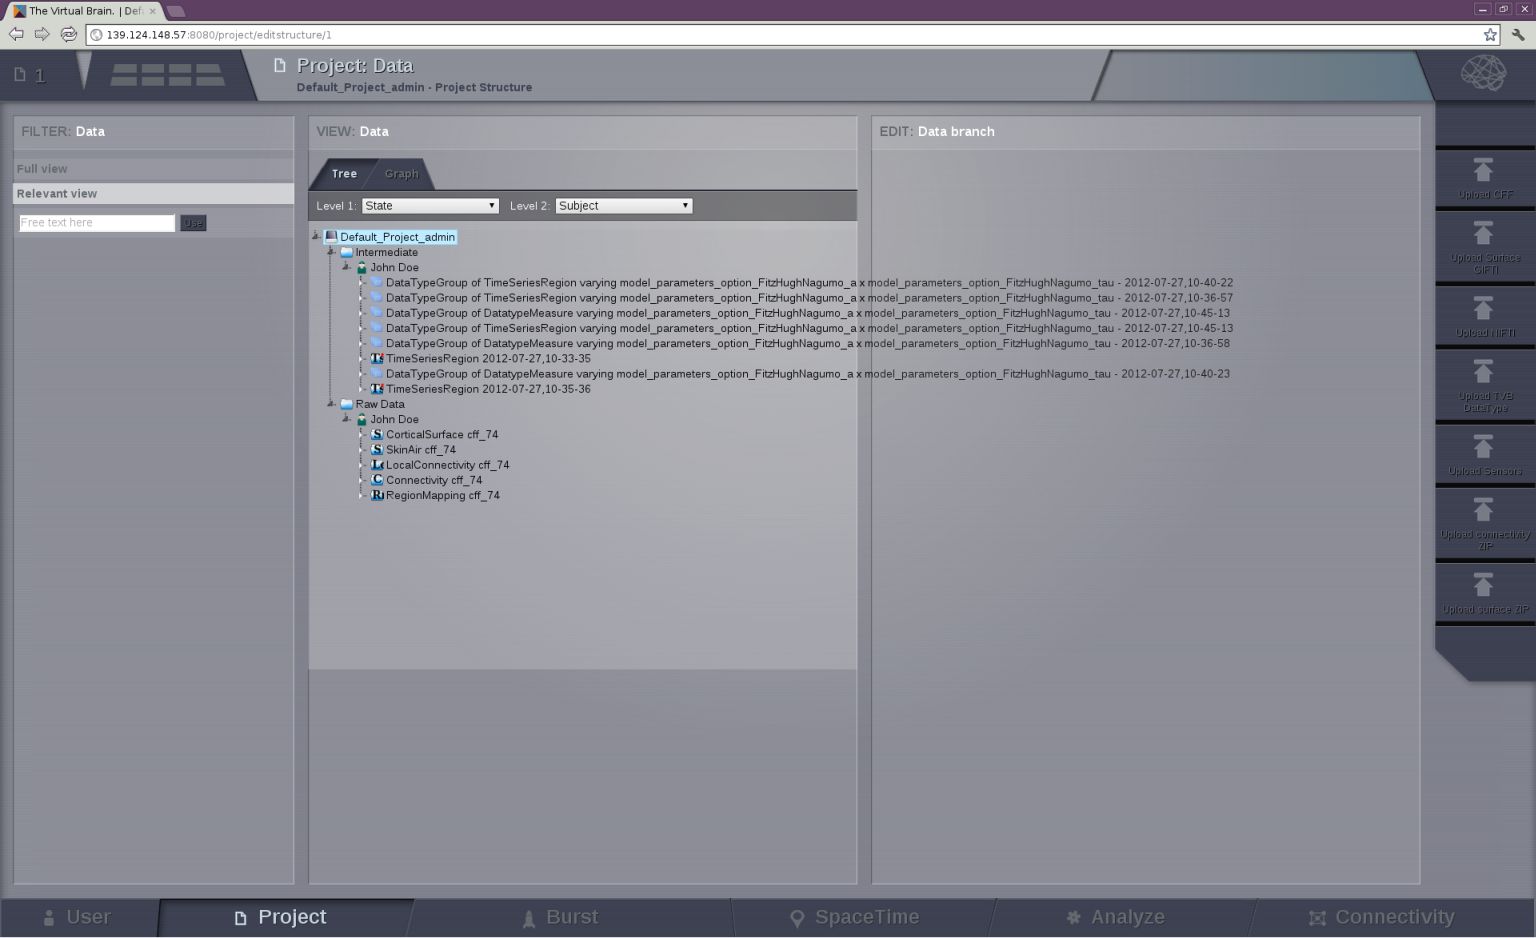 The Virtual Brain. | Def
139.124.148.57:8080/project/editstructure/1
1
Project: Data
Default_Project_admin - Project Structure
FILTER: Data
Full view
Relevant view
Free text here
Use
VIEW: Data
Tree
Graph
Level 1: State
Level 2: Subject
Default_Project_admin
Intermediate
John Doe
DataTypeGroup of TimeSeriesRegion varying model_parameters_option_FitzHughNagumo_a x model_parameters_option_FitzHughNagumo_tau - 2012-07-27,10-40-22
DataTypeGroup of TimeSeriesRegion varying model_parameters_option_FitzHughNagumo_a x model_parameters_option_FitzHughNagumo_tau - 2012-07-27,10-36-57
DataTypeGroup of DatatypeMeasure varying model_parameters_option_FitzHughNagumo_a x model_parameters_option_FitzHughNagumo_tau - 2012-07-27,10-45-13
DataTypeGroup of TimeSeriesRegion varying model_parameters_option_FitzHughNagumo_a x model_parameters_option_FitzHughNagumo_tau - 2012-07-27,10-45-13
DataTypeGroup of DatatypeMeasure varying model_parameters_option_FitzHughNagumo_a x model_parameters_option_FitzHughNagumo_tau - 2012-07-27,10-36-58
TimeSeriesRegion 2012-07-27,10-33-35
DataTypeGroup of DatatypeMeasure varying model_parameters_option_FitzHughNagumo_a x model_parameters_option_FitzHughNagumo_tau - 2012-07-27,10-40-23
TimeSeriesRegion 2012-07-27,10-35-36
Raw Data
John Doe
S CorticalSurface cff_74
S SkinAir cff_74
LocalConnectivity cff_74
C Connectivity cff_74
RegionMapping cff_74
EDIT: Data branch
Upload CFF
Upload Surface
GIFTI
Upload NIFTI
Upload TVB
DataType
Upload Sensors
Upload connectivity
ZIP
Upload surface ZIP
User
Project
Burst
SpaceTime
Analyze
Connectivity